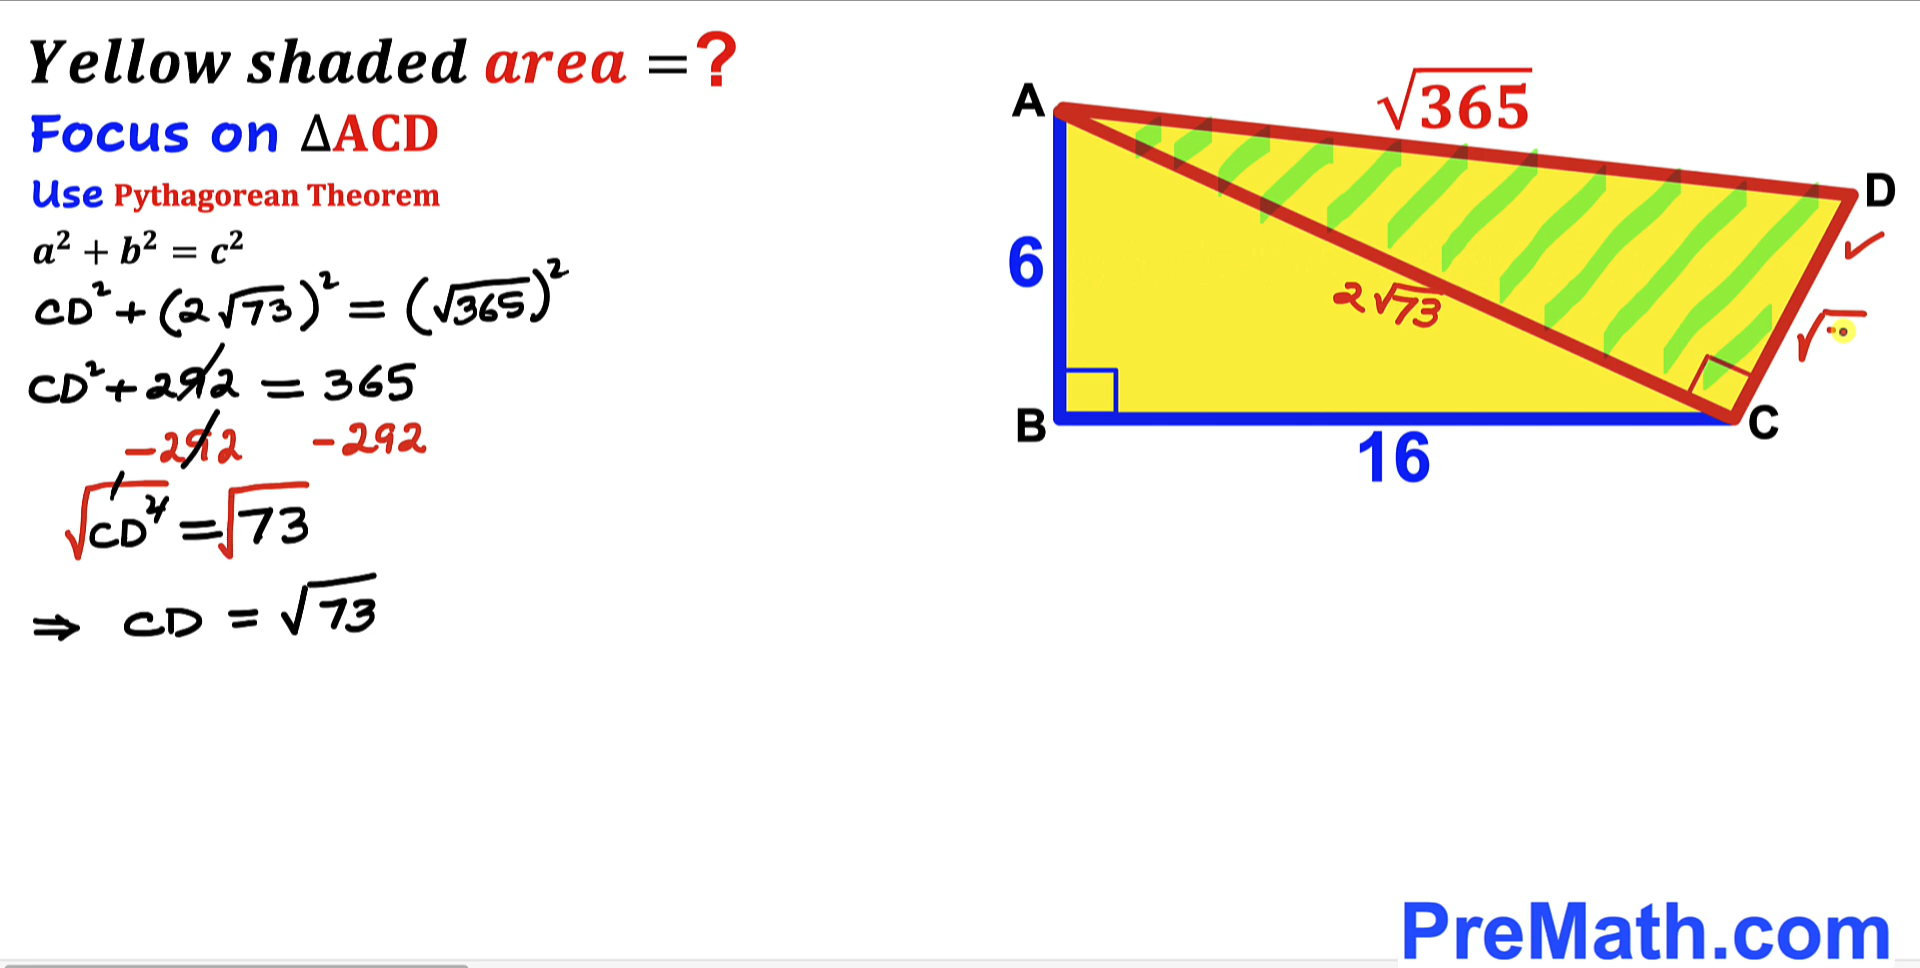 Yellow shaded area = ?
Focus on ΔACD
Use Pythagorean Theorem
a² + b² = c²
CD² + (2√73)² = (√365)²
CD² + 292 = 365
-292 -292
√CD² = √73
⇒ CD = √73
A
√365
D
6
2√73
√
B
C
16
PreMath.com